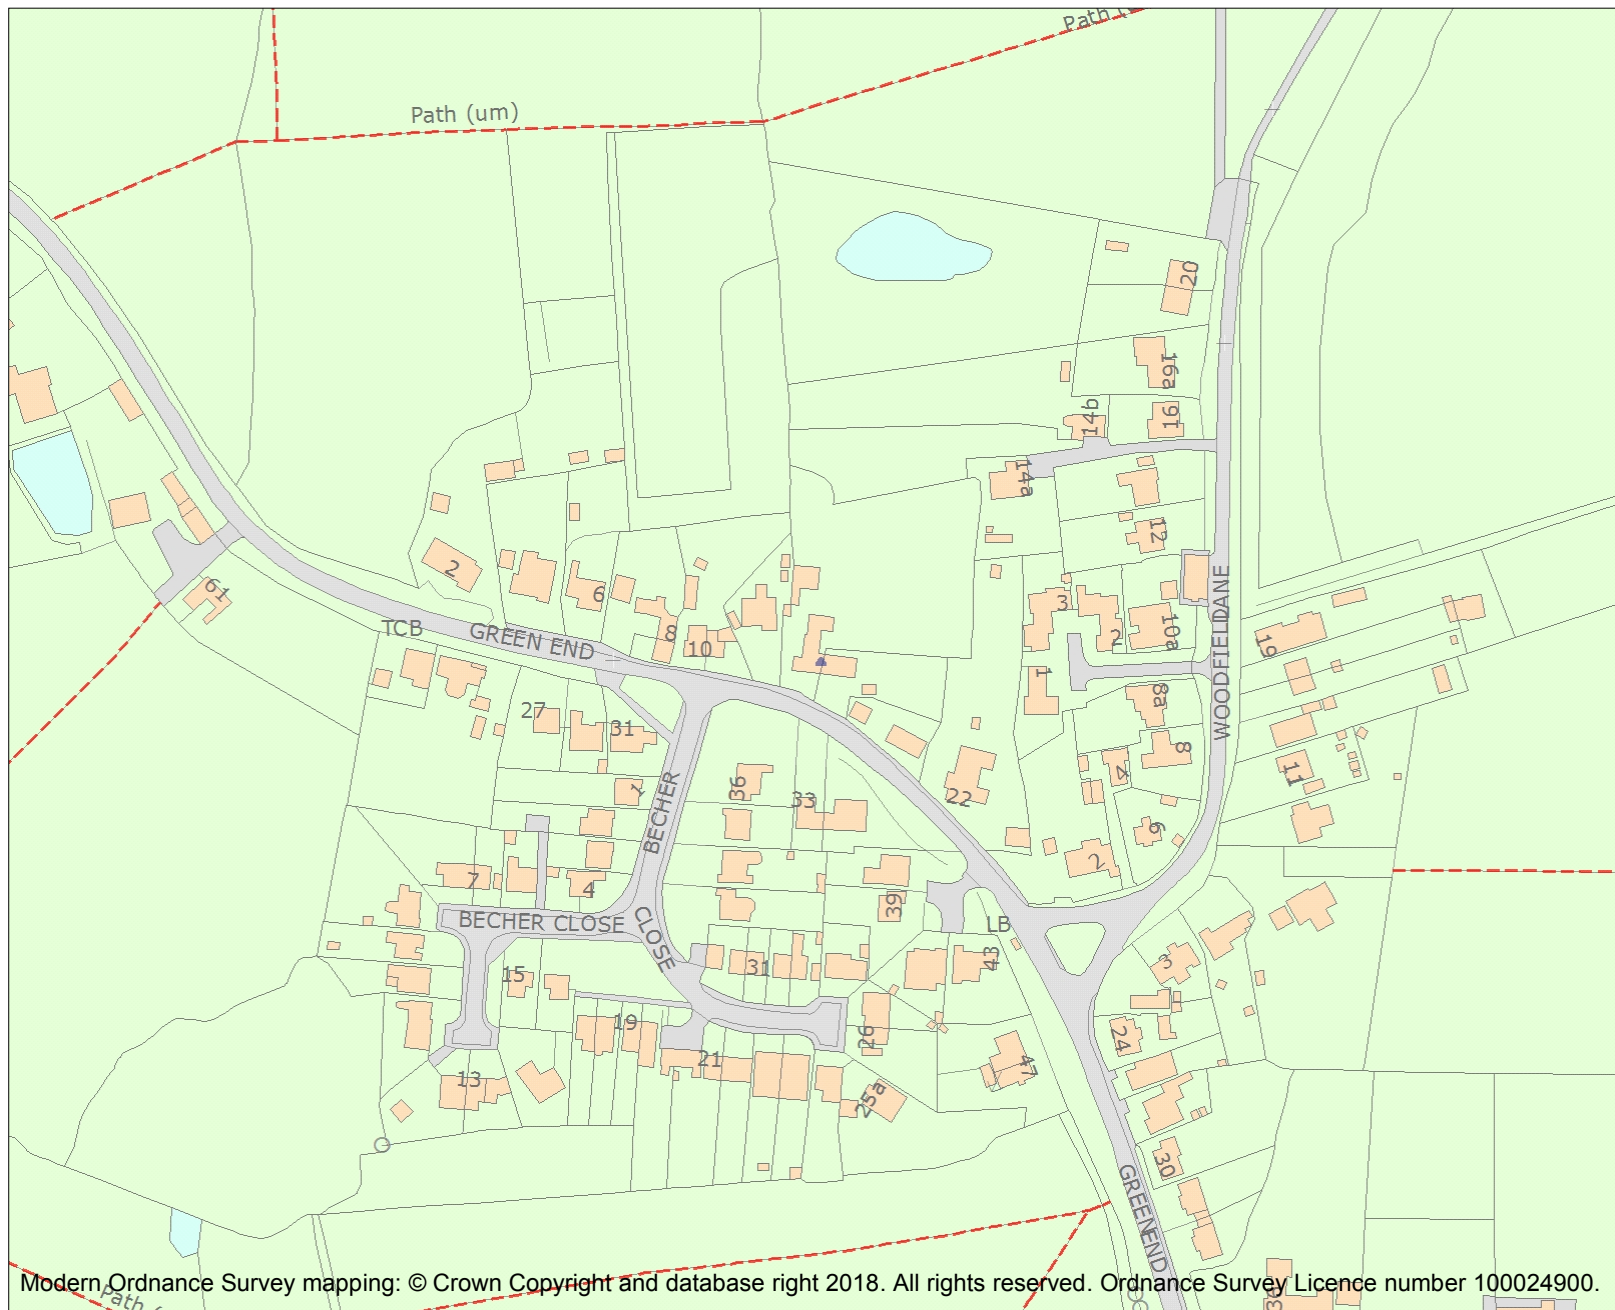 Path (
Path (um)
20
16a
14b
16
14a
12
2
61
6
3
TCB
GREEN END
8
10
2
10a
WOODFIELD LANE
19
1
8a
27
31
8
36
1
4
11
33
22
BECHER
6
2
7
4
39
BECHER CLOSE
CLOSE
LB
43
3
15
31
19
26
24
21
47
13
25a
30
GREEN END
Path (
Modern Ordnance Survey mapping: © Crown Copyright and database right 2018. All rights reserved. Ordnance Survey Licence number 100024900.